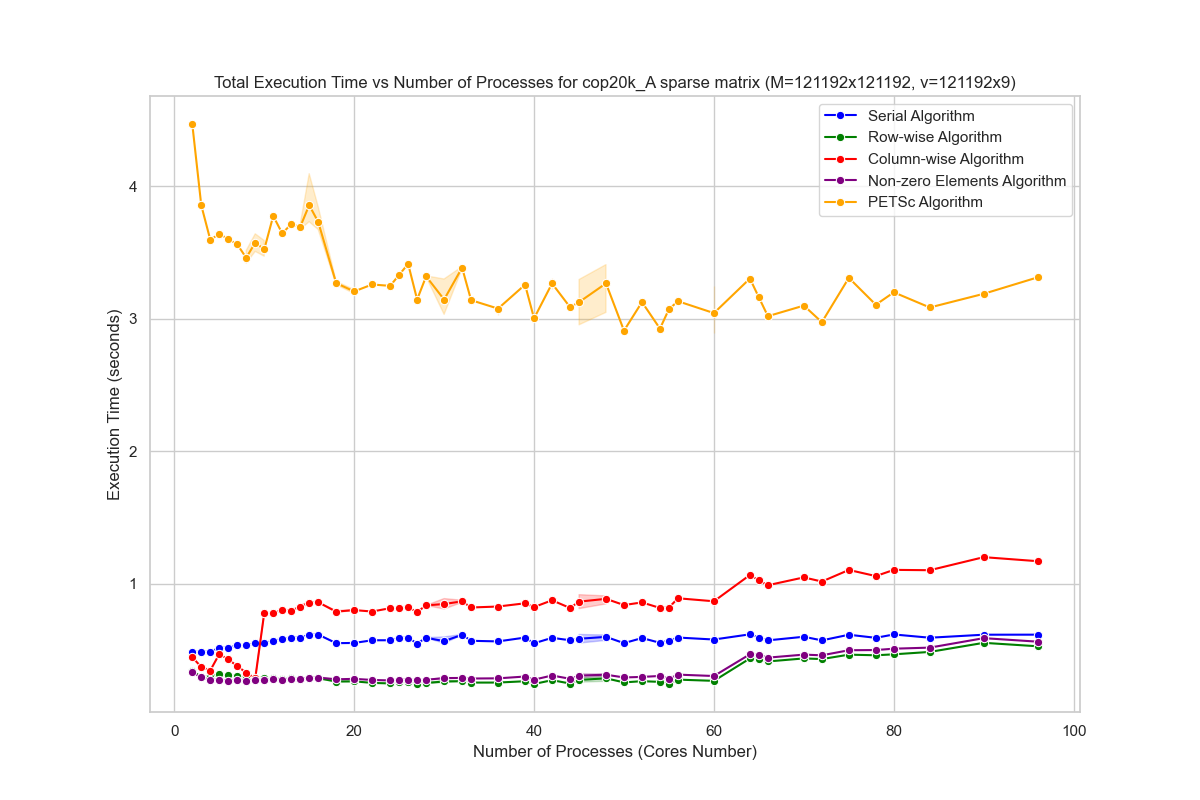 Total Execution Time vs Number of Processes for cop20k_A sparse matrix (M=121192x121192, v=121192x9)
Serial Algorithm
Row-wise Algorithm
Column-wise Algorithm
Non-zero Elements Algorithm
PETSc Algorithm
Execution Time (seconds)
4
3
2
1
0
20
40
60
80
100
Number of Processes (Cores Number)